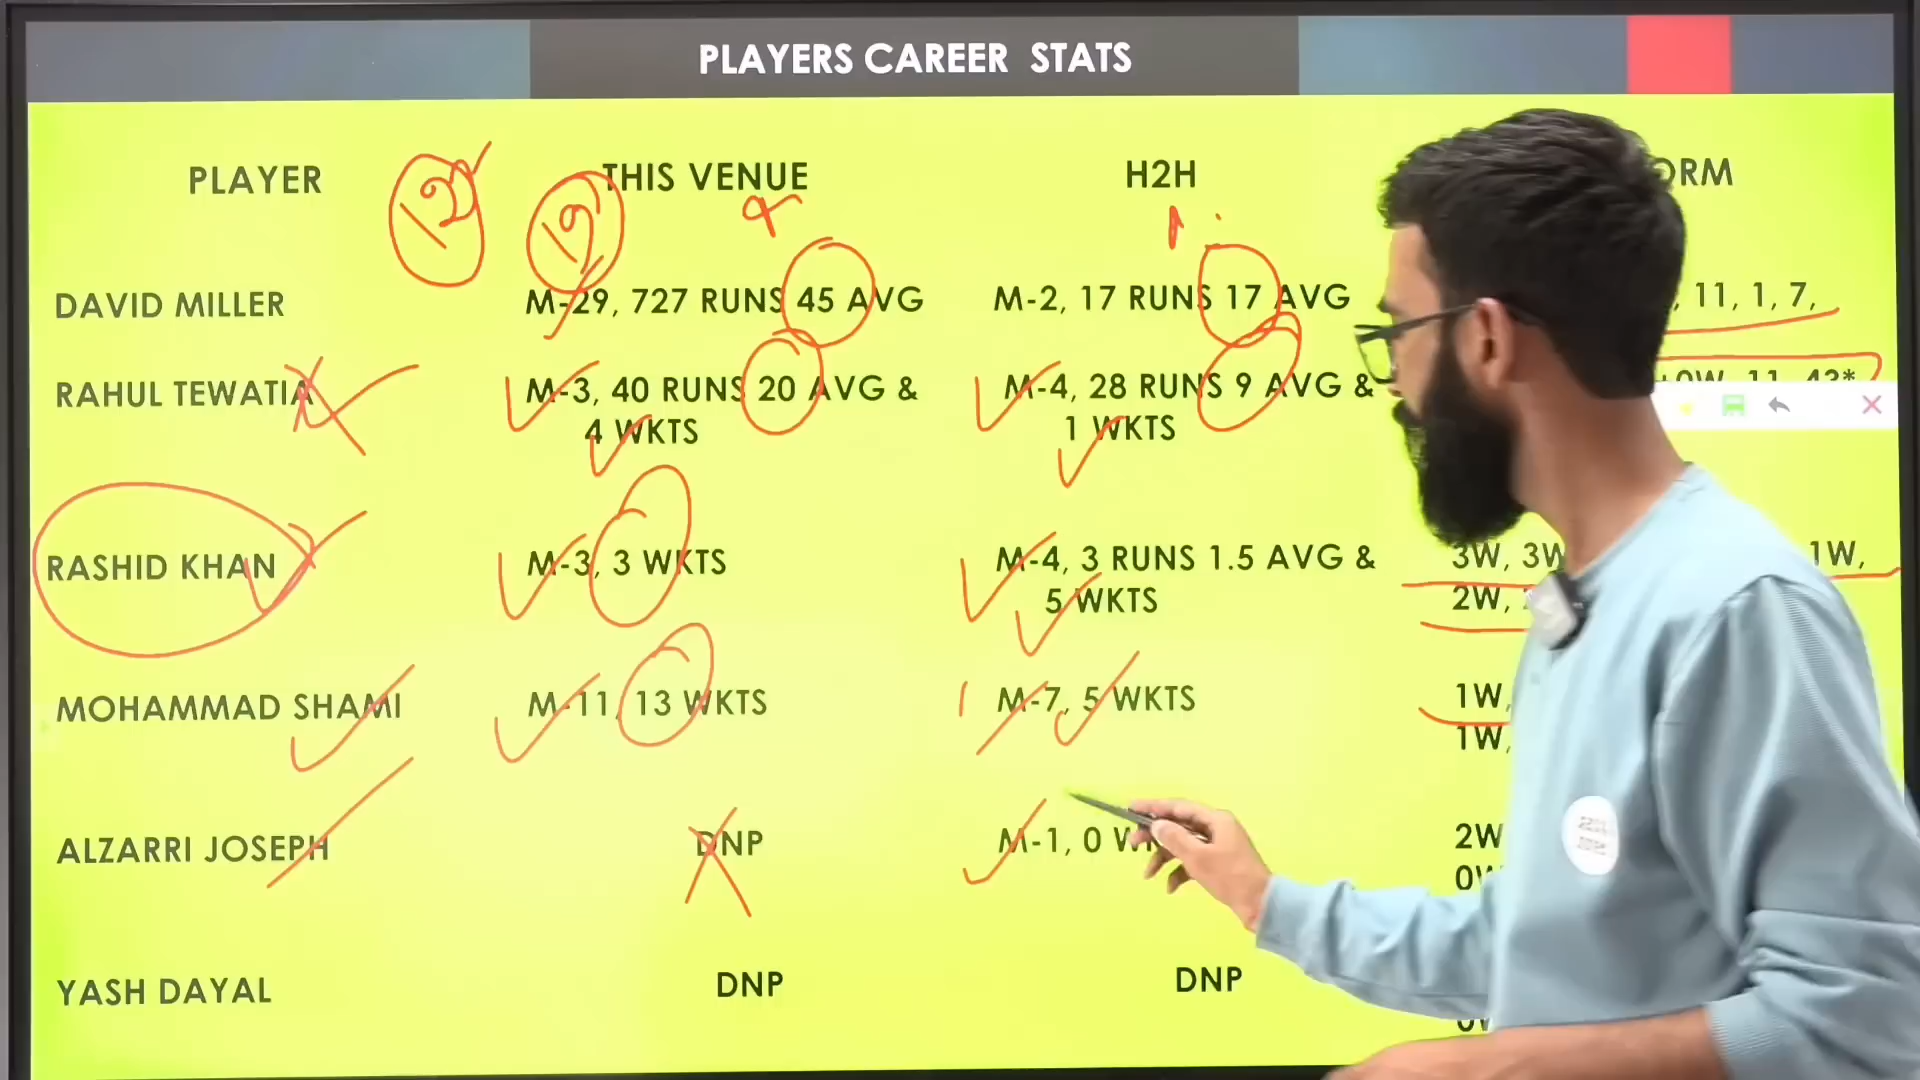 PLAYERS CAREER STATS
PLAYER THIS VENUE H2H
19
DAVID MILLER M-29, 727 RUNS 45 AVG M-2, 17 RUNS 17 AVG 11, 1, 7,
RAHUL TEWATIA M-3, 40 RUNS 20 AVG & M-4, 28 RUNS 9 AVG &
4 WKTS 1 WKTS
RASHID KHAN M-3, 3 WKTS M-4, 3 RUNS 1.5 AVG & 3W, 1W,
5 WKTS 2W,
MOHAMMAD SHAMI M-11, 13 WKTS M-7, 5 WKTS 1W,
1W,
ALZARRI JOSEPH DNP M-1, 0 2W
YASH DAYAL DNP DNP